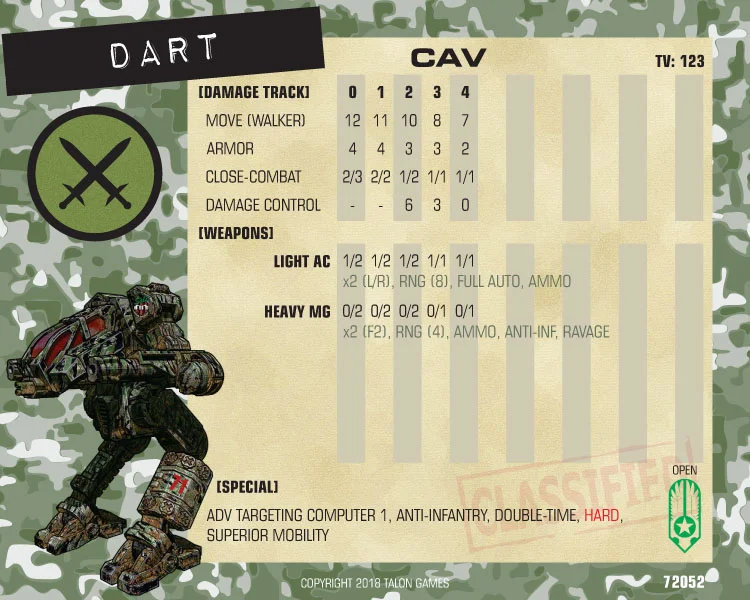 DART
CAV
TV: 123
[DAMAGE TRACK] 0 1 2 3 4
MOVE (WALKER) 12 11 10 8 7
ARMOR 4 4 3 3 2
CLOSE-COMBAT 2/3 2/2 1/2 1/1 1/1
DAMAGE CONTROL - - 6 3 0
[WEAPONS]
LIGHT AC 1/2 1/2 1/2 1/1 1/1
x2 (L/R), RNG (8), FULL AUTO, AMMO
HEAVY MG 0/2 0/2 0/2 0/1 0/1
x2 (F2), RNG (4), AMMO, ANTI-INF, RAVAGE
CLASSIFIED
OPEN
71
[SPECIAL]
ADV TARGETING COMPUTER 1, ANTI-INFANTRY, DOUBLE-TIME, HARD,
SUPERIOR MOBILITY
COPYRIGHT 2018 TALON GAMES
72052